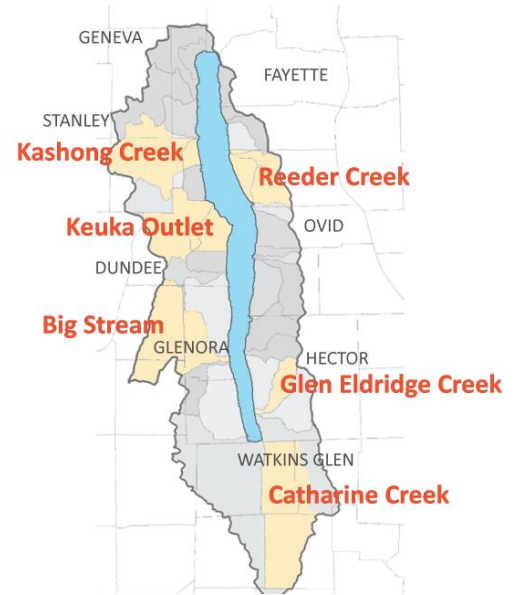 GENEVA
FAYETTE
STANLEY
Kashong Creek
Reeder Creek
Keuka Outlet
OVID
DUNDEE
Big Stream
GLENORA
HECTOR
Glen Eldridge Creek
WATKINS GLEN
Catharine Creek